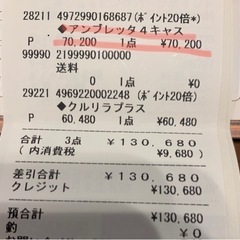 28211 4972990168687(ﾎﾟｲﾝﾄ20倍*)
◆アンブレッタ4キャス
P 70,200 1点 ¥70,200
99990 2199990100000
送料
0 1点 ¥0
29221 4969220002248(ﾎﾟｲﾝﾄ20倍)
◆クルリラプラス
P 60,480 1点 ¥60,480
合計 3点 ¥130,680
(内消費税 ¥9,680)
差引合計 ¥130,680
クレジット ¥130,680
預合計 ¥130,680
釣 ¥0